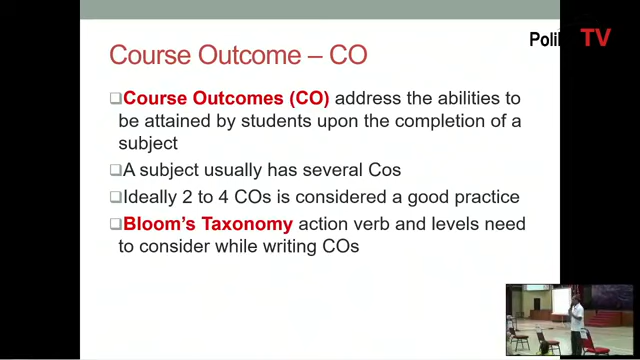 Polil TV
Course Outcome – CO
Course Outcomes (CO) address the abilities to
be attained by students upon the completion of a
subject
A subject usually has several Cos
Ideally 2 to 4 COs is considered a good practice
Bloom's Taxonomy action verb and levels need
to consider while writing COs